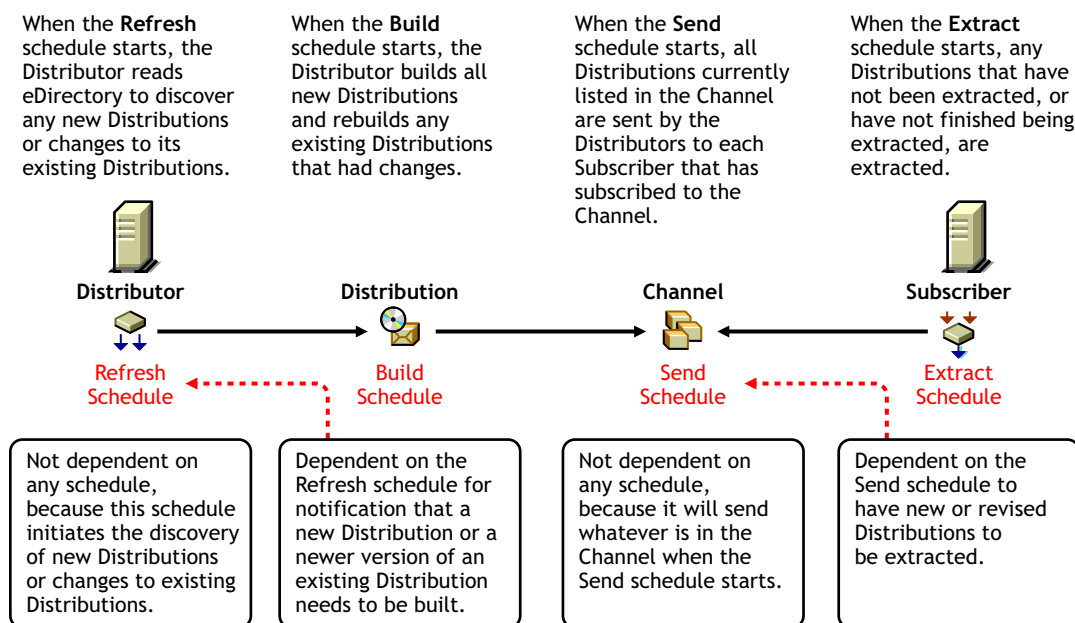 When the Refresh
schedule starts, the
Distributor reads
eDirectory to discover
any new Distributions
or changes to its
existing Distributions.
When the Build
schedule starts, the
Distributor builds all
new Distributions
and rebuilds any
existing Distributions
that had changes.
When the Send
schedule starts, all
Distributions currently
listed in the Channel
are sent by the
Distributors to each
Subscriber that has
subscribed to the
Channel.
When the Extract
schedule starts, any
Distributions that have
not been extracted, or
have not finished being
extracted, are
extracted.
Distributor
Distribution
Channel
Subscriber
Refresh
Schedule
Build
Schedule
Send
Schedule
Extract
Schedule
Not dependent on
any schedule,
because this schedule
initiates the discovery
of new Distributions
or changes to existing
Distributions.
Dependent on the
Refresh schedule for
notification that a
new Distribution or a
newer version of an
existing Distribution
needs to be built.
Not dependent on
any schedule,
because it will send
whatever is in the
Channel when the
Send schedule starts.
Dependent on the
Send schedule to
have new or revised
Distributions to
be extracted.